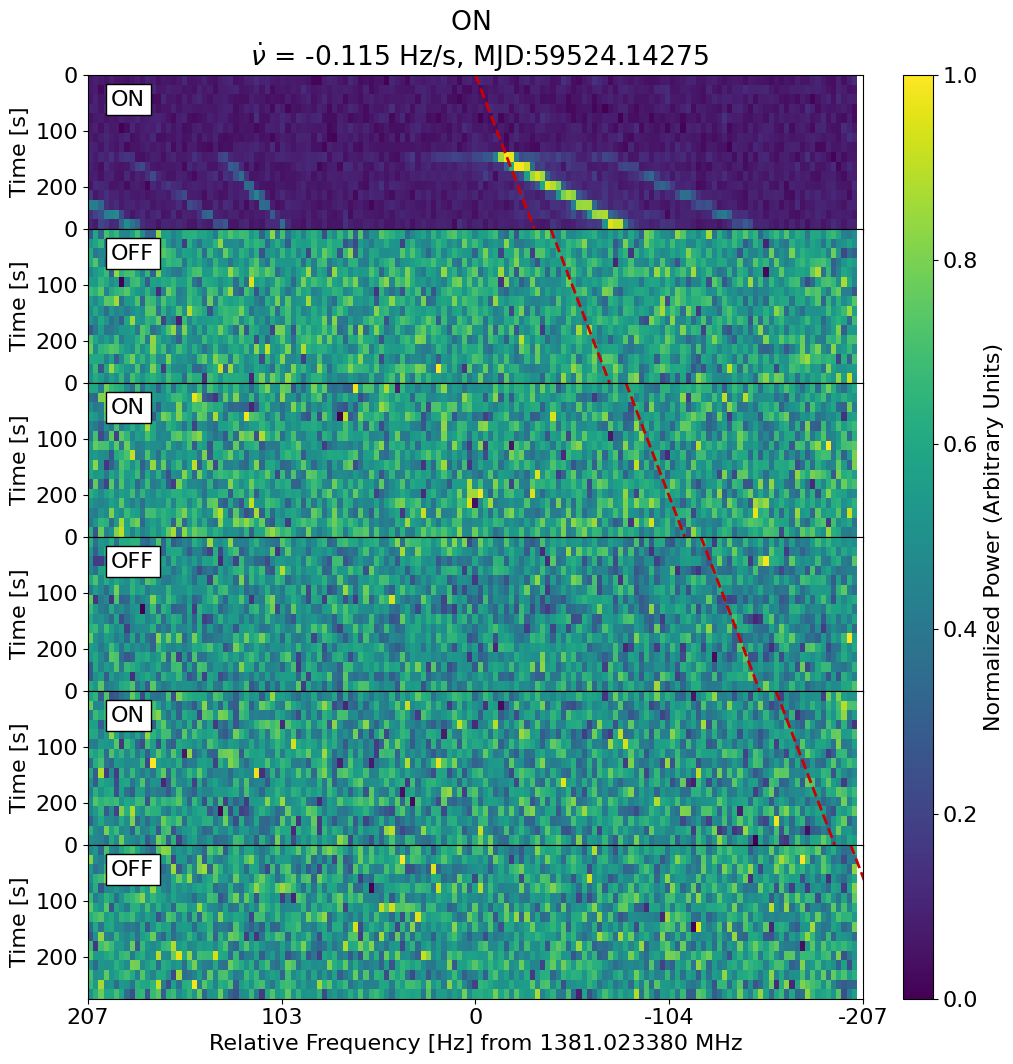 ON
ν̇ = -0.115 Hz/s, MJD:59524.14275
0
ON
100
Time [s]
200
0
OFF
100
Time [s]
200
0
ON
100
Time [s]
200
0
OFF
100
Time [s]
200
0
ON
100
Time [s]
200
0
OFF
100
Time [s]
200
207 103 0 -104 -207
Relative Frequency [Hz] from 1381.023380 MHz
1.0
0.8
0.6
0.4
0.2
0.0
Normalized Power (Arbitrary Units)